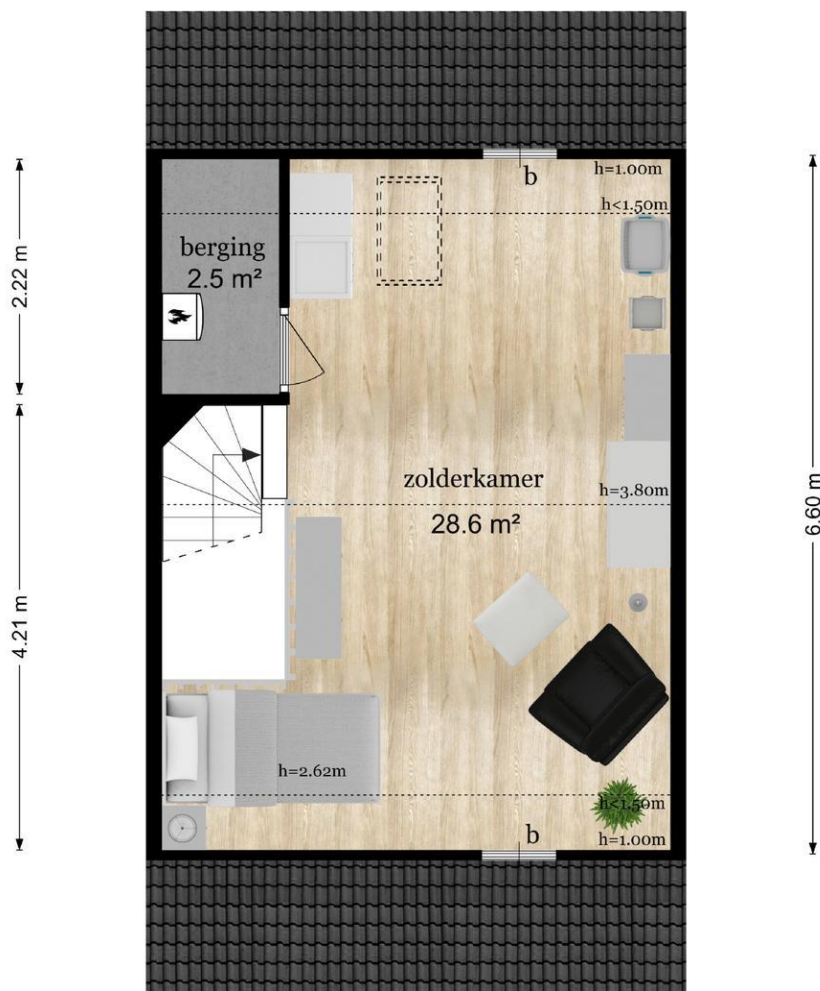 b
h=1.00m
h<1.50m
berging
2.5 m²
2.22 m
zolderkamer
28.6 m²
h=3.80m
6.60 m
4.21 m
h=2.62m
h<1.50m
b
h=1.00m